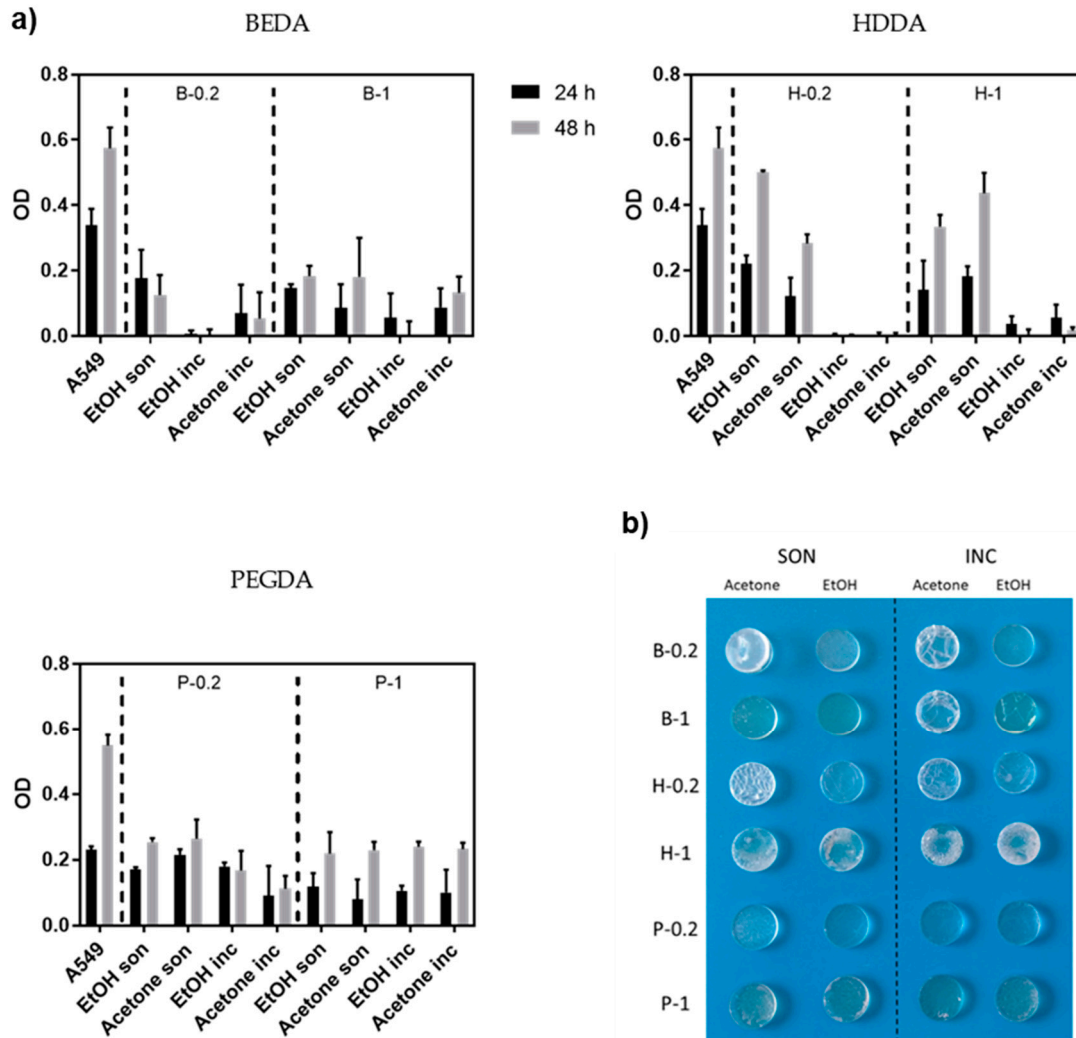 a)
BEDA
0.8
0.6
0.4
0.2
0.0
OD
B-0.2
B-1
A549
EtOH son
EtOH inc
Acetone inc
EtOH son
Acetone son
EtOH inc
Acetone inc
24 h
48 h
HDDA
0.8
0.6
0.4
0.2
0.0
OD
H-0.2
H-1
A549
EtOH son
Acetone son
EtOH inc
Acetone inc
EtOH son
Acetone son
EtOH inc
Acetone inc
PEGDA
0.8
0.6
0.4
0.2
0.0
OD
P-0.2
P-1
A549
EtOH son
Acetone son
EtOH inc
Acetone inc
EtOH son
Acetone son
EtOH inc
Acetone inc
b)
SON INC
Acetone EtOH Acetone EtOH
B-0.2
B-1
H-0.2
H-1
P-0.2
P-1